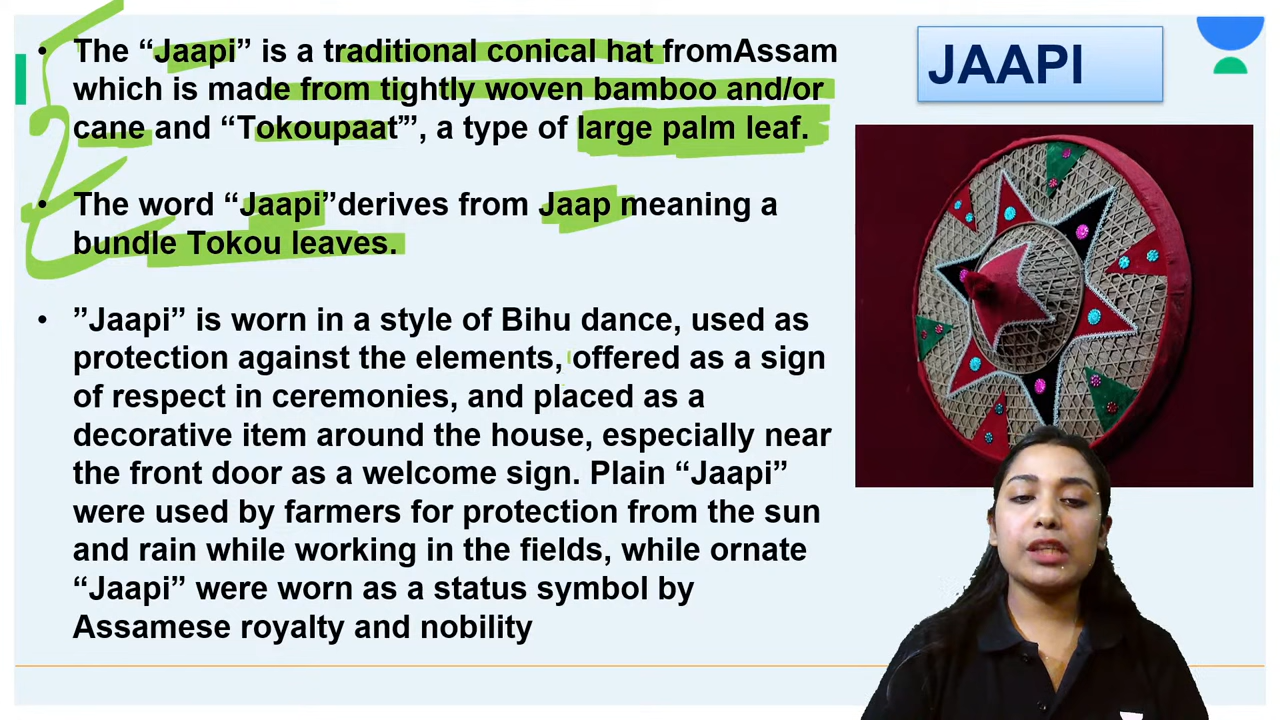 • The “Jaapi” is a traditional conical hat fromAssam
which is made from tightly woven bamboo and/or
cane and “Tokoupaat’”, a type of large palm leaf.
• The word “Jaapi”derives from Jaap meaning a
bundle Tokou leaves.
• ”Jaapi” is worn in a style of Bihu dance, used as
protection against the elements, offered as a sign
of respect in ceremonies, and placed as a
decorative item around the house, especially near
the front door as a welcome sign. Plain “Jaapi”
were used by farmers for protection from the sun
and rain while working in the fields, while ornate
“Jaapi” were worn as a status symbol by
Assamese royalty and nobility
JAAPI